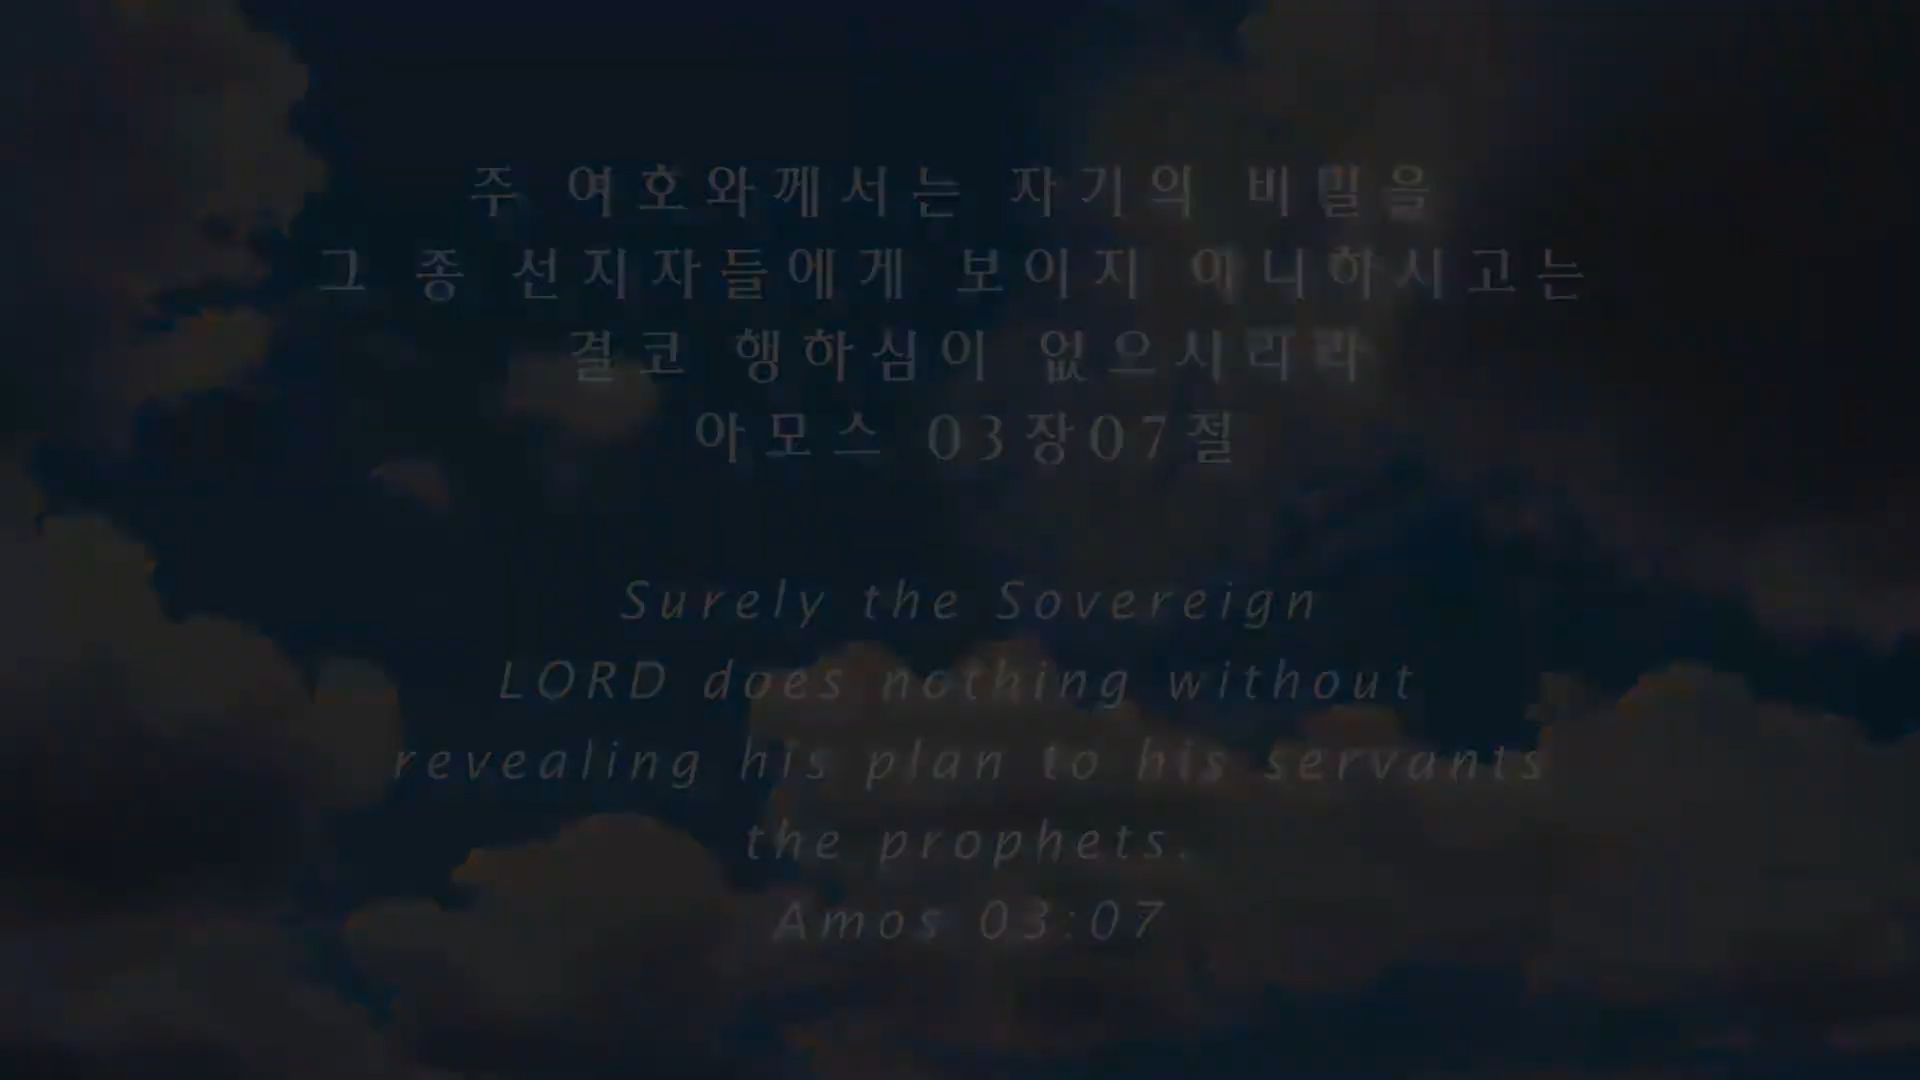 주 여호와께서는 자기의 비밀을
그 종 선지자들에게 보이지 아니하시고는
결코 행하심이 없으시리라
아모스 03장07절
Surely the Sovereign
LORD does nothing without
revealing his plan to his servants
the prophets.
Amos 03:07